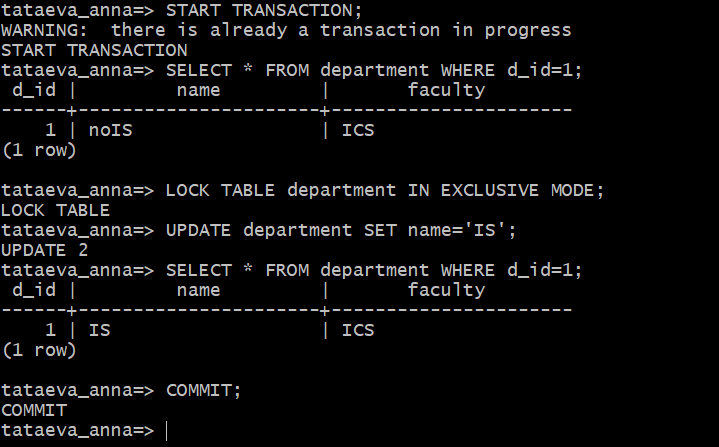 tataeva_anna=> START TRANSACTION;
WARNING:  there is already a transaction in progress
START TRANSACTION
tataeva_anna=> SELECT * FROM department WHERE d_id=1;
 d_id |         name         |       faculty
------+----------------------+----------------------
    1 | noIS                 | ICS
(1 row)

tataeva_anna=> LOCK TABLE department IN EXCLUSIVE MODE;
LOCK TABLE
tataeva_anna=> UPDATE department SET name='IS';
UPDATE 2
tataeva_anna=> SELECT * FROM department WHERE d_id=1;
 d_id |         name         |       faculty
------+----------------------+----------------------
    1 | IS                   | ICS
(1 row)

tataeva_anna=> COMMIT;
COMMIT
tataeva_anna=>